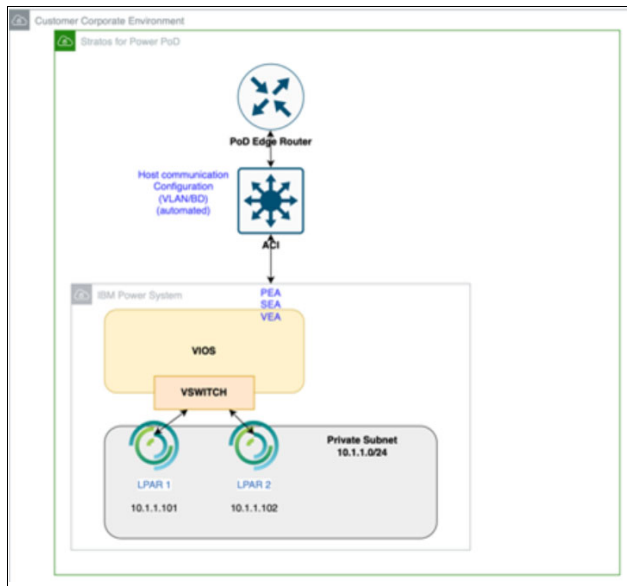 Customer Corporate Environment
Stratos for Power PoD
PoD Edge Router
Host communication
Configuration
(VLAN/BD)
(automated)
ACI
IBM Power System
PEA
SEA
VEA
VIOS
VSWITCH
Private Subnet
10.1.1.0/24
LPAR 1
LPAR 2
10.1.1.101
10.1.1.102